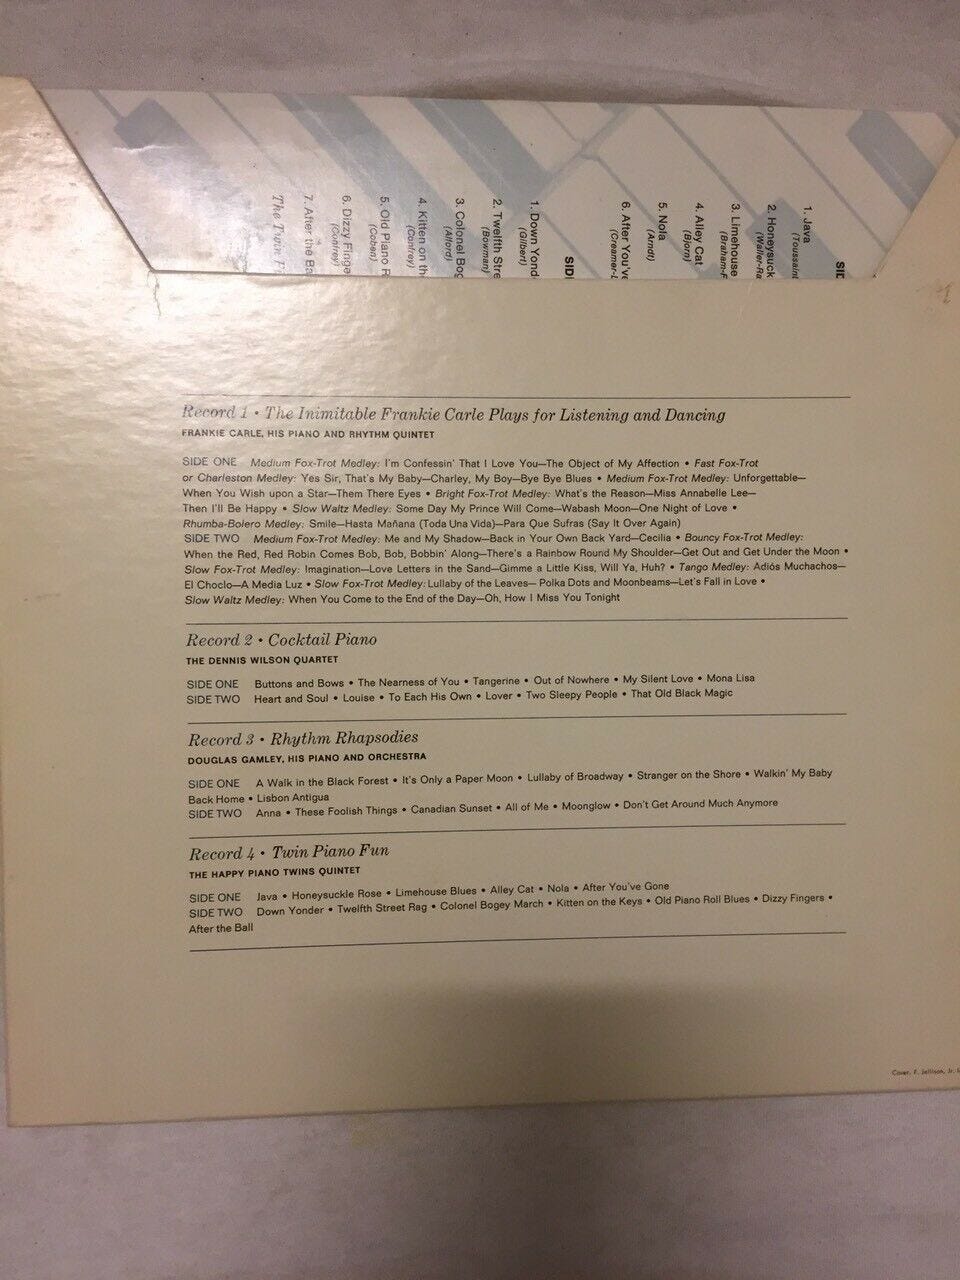 SID
1. Java
(Toussaint
2. Honeysuck
(Waller-Ra
3. Limehouse
(Braham-F
4. Alley Cat
(Bjorn)
5. Nola
(Arndt)
6. After You've
(Creamer-L
SID
1. Down Yond
(Gilbert)
2. Twelfth Stre
(Bowman)
3. Colonel Bog
(Alford)
4. Kitten on th
(Confrey)
5. Old Piano R
(Coben)
6. Dizzy Finge
(Confrey)
7. After the Ba
The Twin P
Record 1 • The Inimitable Frankie Carle Plays for Listening and Dancing
FRANKIE CARLE, HIS PIANO AND RHYTHM QUINTET
SIDE ONE Medium Fox-Trot Medley: I'm Confessin' That I Love You—The Object of My Affection • Fast Fox-Trot
or Charleston Medley: Yes Sir, That's My Baby—Charley, My Boy—Bye Bye Blues • Medium Fox-Trot Medley: Unforgettable—
When You Wish upon a Star—Them There Eyes • Bright Fox-Trot Medley: What's the Reason—Miss Annabelle Lee—
Then I'll Be Happy • Slow Waltz Medley: Some Day My Prince Will Come—Wabash Moon—One Night of Love •
Rhumba-Bolero Medley: Smile—Hasta Mañana (Toda Una Vida)—Para Que Sufras (Say It Over Again)
SIDE TWO Medium Fox-Trot Medley: Me and My Shadow—Back in Your Own Back Yard—Cecilia • Bouncy Fox-Trot Medley:
When the Red, Red Robin Comes Bob, Bob, Bobbin' Along—There's a Rainbow Round My Shoulder—Get Out and Get Under the Moon •
Slow Fox-Trot Medley: Imagination—Love Letters in the Sand—Gimme a Little Kiss, Will Ya, Huh? • Tango Medley: Adiós Muchachos—
El Choclo—A Media Luz • Slow Fox-Trot Medley: Lullaby of the Leaves— Polka Dots and Moonbeams—Let's Fall in Love •
Slow Waltz Medley: When You Come to the End of the Day—Oh, How I Miss You Tonight
Record 2 • Cocktail Piano
THE DENNIS WILSON QUARTET
SIDE ONE Buttons and Bows • The Nearness of You • Tangerine • Out of Nowhere • My Silent Love • Mona Lisa
SIDE TWO Heart and Soul • Louise • To Each His Own • Lover • Two Sleepy People • That Old Black Magic
Record 3 • Rhythm Rhapsodies
DOUGLAS GAMLEY, HIS PIANO AND ORCHESTRA
SIDE ONE A Walk in the Black Forest • It's Only a Paper Moon • Lullaby of Broadway • Stranger on the Shore • Walkin' My Baby
Back Home • Lisbon Antigua
SIDE TWO Anna • These Foolish Things • Canadian Sunset • All of Me • Moonglow • Don't Get Around Much Anymore
Record 4 • Twin Piano Fun
THE HAPPY PIANO TWINS QUINTET
SIDE ONE Java • Honeysuckle Rose • Limehouse Blues • Alley Cat • Nola • After You've Gone
SIDE TWO Down Yonder • Twelfth Street Rag • Colonel Bogey March • Kitten on the Keys • Old Piano Roll Blues • Dizzy Fingers •
After the Ball
Cover, F. Jellison, Jr.